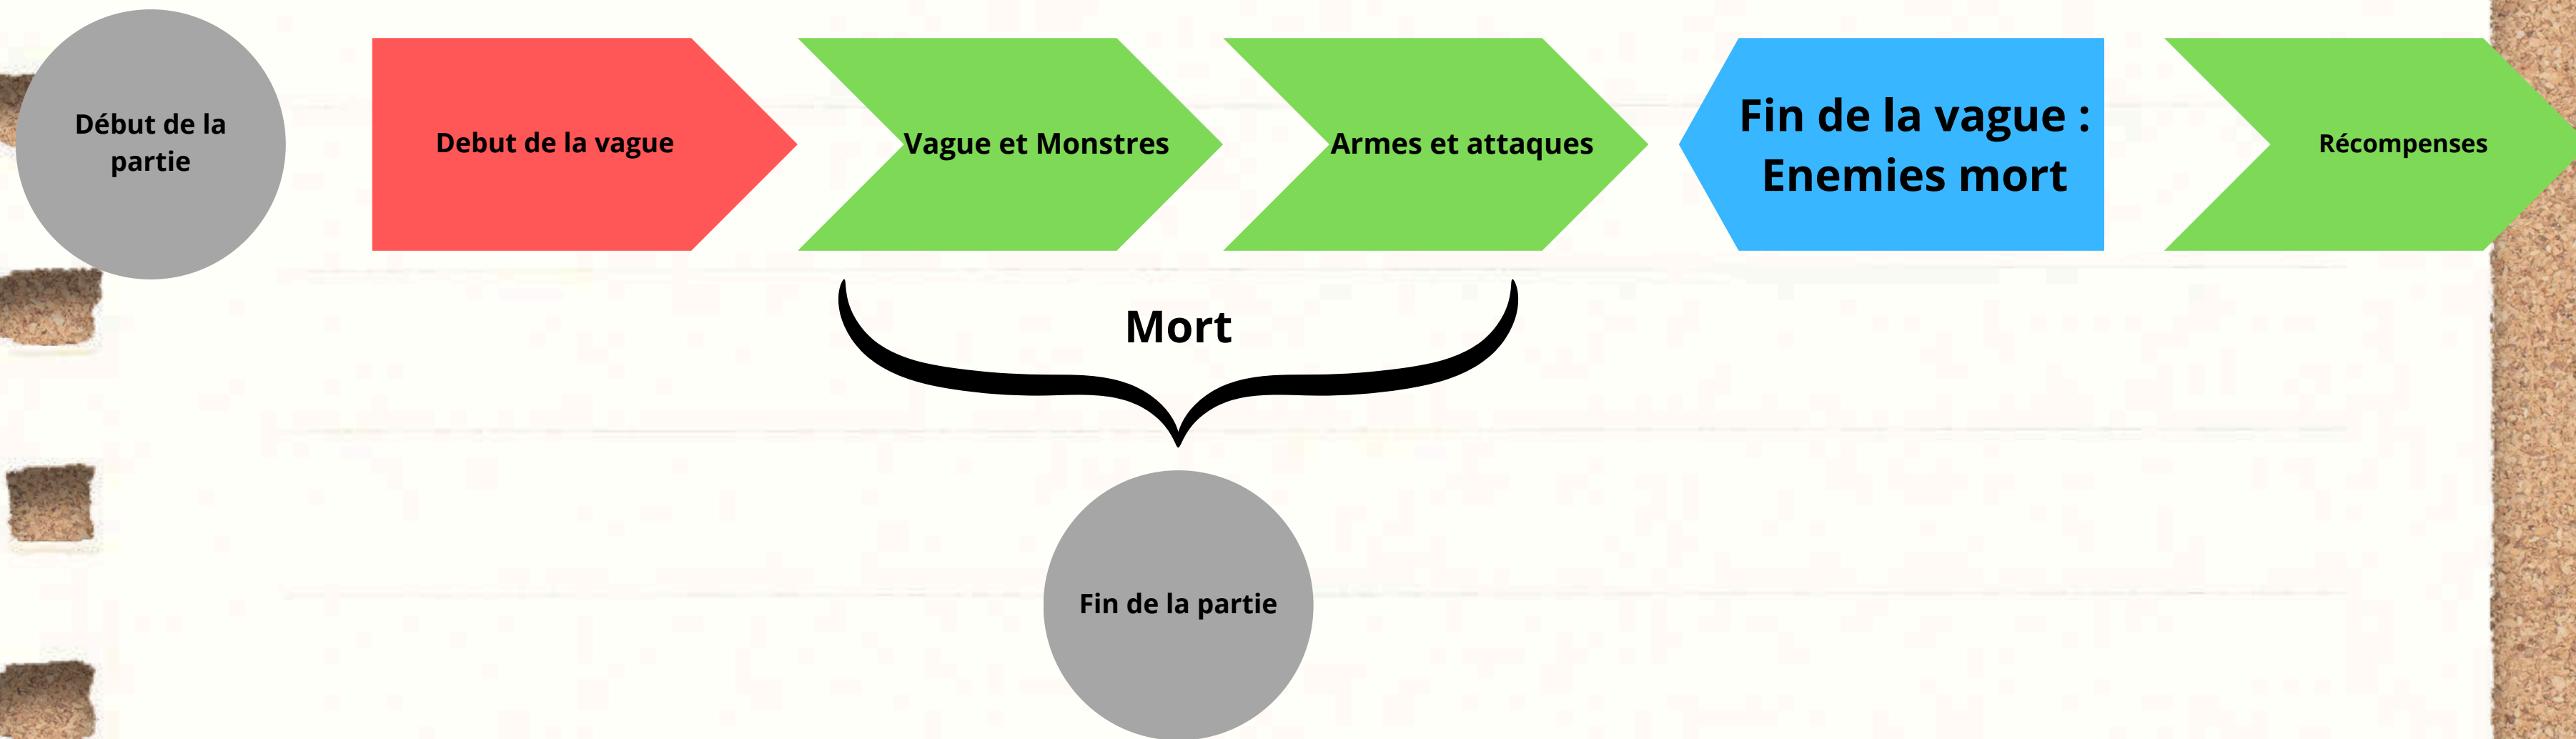 Début de la
partie
Debut de la vague
Vague et Monstres
Armes et attaques
Fin de la vague :
Enemies mort
Récompenses
Mort
Fin de la partie